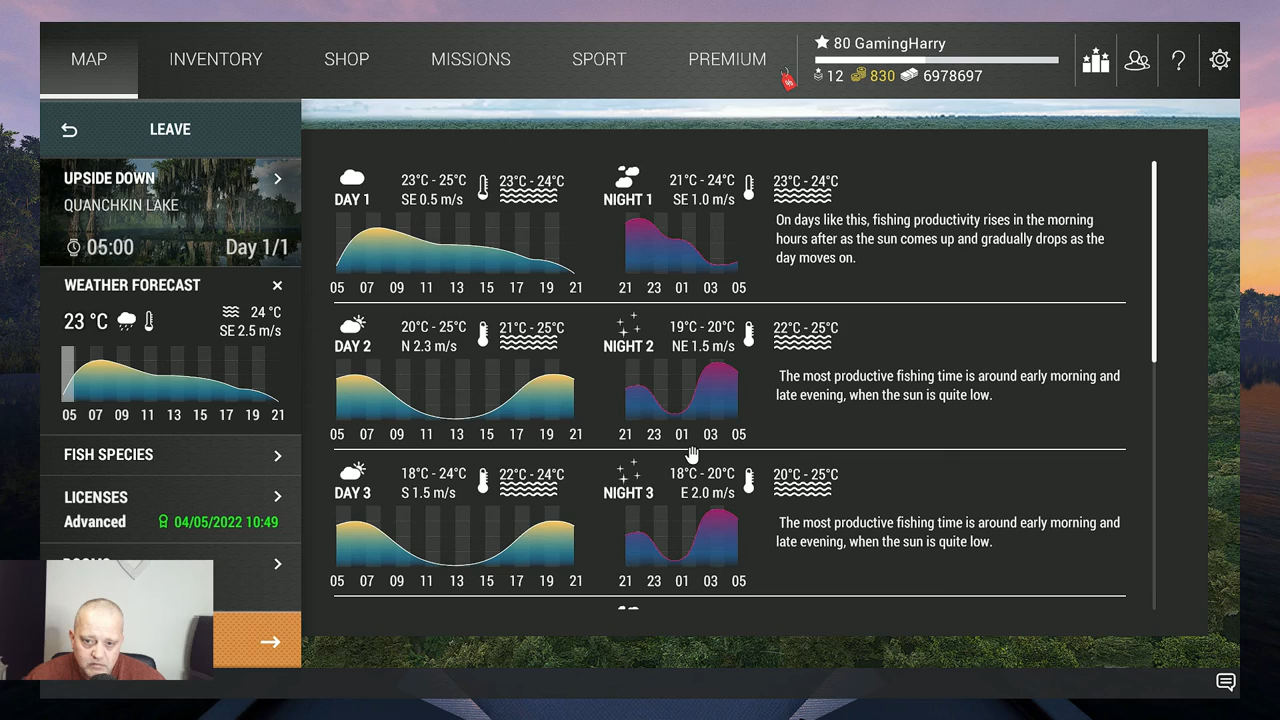 MAP INVENTORY SHOP MISSIONS SPORT PREMIUM
80 GamingHarry
12 830 6978697
LEAVE
UPSIDE DOWN
QUANCHKIN LAKE
05:00 Day 1/1
WEATHER FORECAST
23 °C 24 °C
SE 2.5 m/s
05 07 09 11 13 15 17 19 21
FISH SPECIES
LICENSES
Advanced 04/05/2022 10:49
DAY 1 23°C - 25°C 23°C - 24°C
SE 0.5 m/s
05 07 09 11 13 15 17 19 21
NIGHT 1 21°C - 24°C 23°C - 24°C
SE 1.0 m/s
21 23 01 03 05
On days like this, fishing productivity rises in the morning
hours after as the sun comes up and gradually drops as the
day moves on.
DAY 2 20°C - 25°C 21°C - 25°C
N 2.3 m/s
05 07 09 11 13 15 17 19 21
NIGHT 2 19°C - 20°C 22°C - 25°C
NE 1.5 m/s
21 23 01 03 05
The most productive fishing time is around early morning and
late evening, when the sun is quite low.
DAY 3 18°C - 24°C 22°C - 24°C
S 1.5 m/s
05 07 09 11 13 15 17 19 21
NIGHT 3 18°C - 20°C 20°C - 25°C
E 2.0 m/s
21 23 01 03 05
The most productive fishing time is around early morning and
late evening, when the sun is quite low.